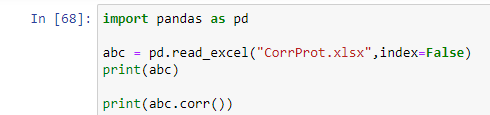 In [68]: import pandas as pd
abc = pd.read_excel("CorrProt.xlsx",index=False)
print(abc)
print(abc.corr())